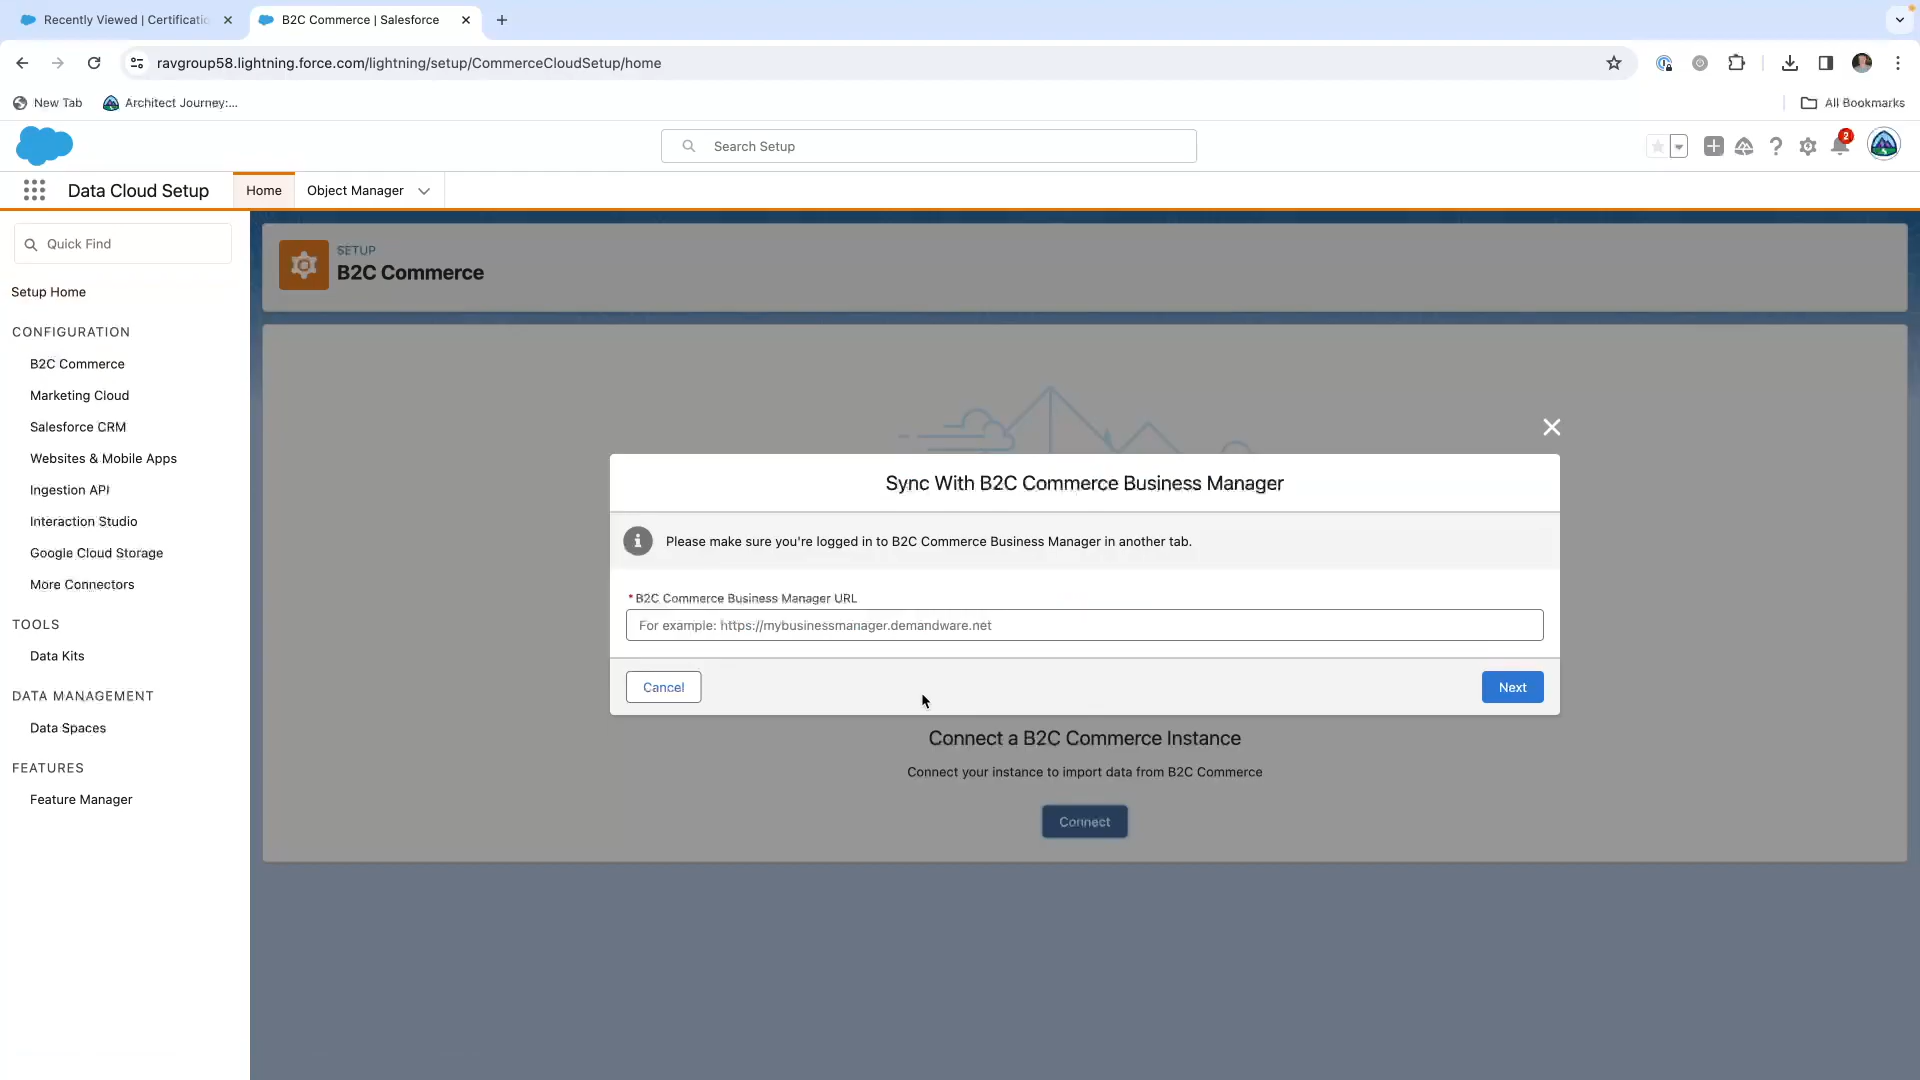 Recently Viewed | Certificatio
B2C Commerce | Salesforce
ravgroup58.lightning.force.com/lightning/setup/CommerceCloudSetup/home
New Tab
Architect Journey:...
All Bookmarks
Search Setup
2
Data Cloud Setup
Home
Object Manager
Quick Find
Setup Home
CONFIGURATION
B2C Commerce
Marketing Cloud
Salesforce CRM
Websites & Mobile Apps
Ingestion API
Interaction Studio
Google Cloud Storage
More Connectors
TOOLS
Data Kits
DATA MANAGEMENT
Data Spaces
FEATURES
Feature Manager
SETUP
B2C Commerce
Sync With B2C Commerce Business Manager
Please make sure you're logged in to B2C Commerce Business Manager in another tab.
*B2C Commerce Business Manager URL
For example: https://mybusinessmanager.demandware.net
Cancel
Next
Connect a B2C Commerce Instance
Connect your instance to import data from B2C Commerce
Connect